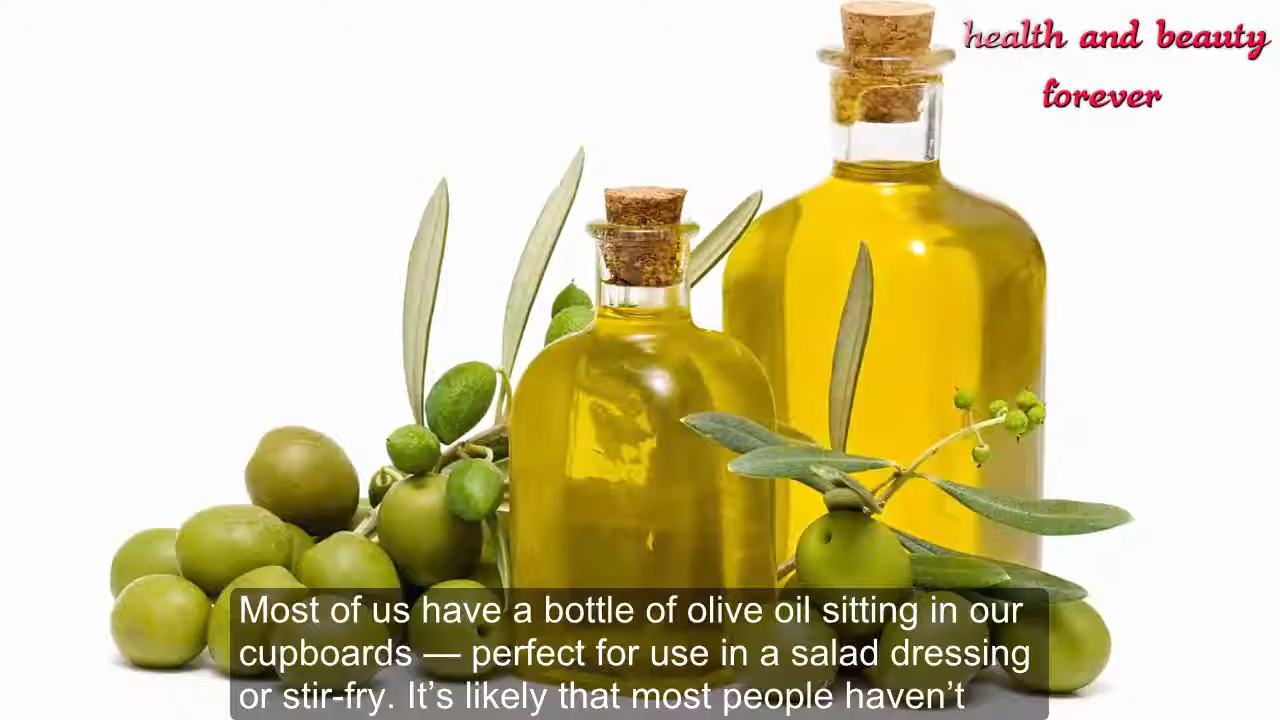 health and beauty
forever
Most of us have a bottle of olive oil sitting in our
cupboards — perfect for use in a salad dressing
or stir-fry. It’s likely that most people haven’t